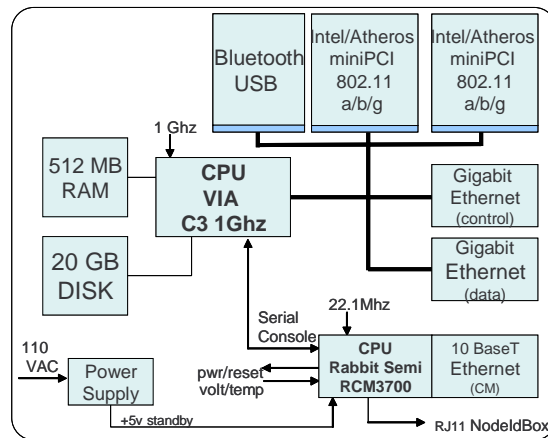 Bluetooth
USB
Intel/Atheros
miniPCI
802.11
a/b/g
Intel/Atheros
miniPCI
802.11
a/b/g
1 Ghz
512 MB
RAM
CPU
VIA
C3 1Ghz
Gigabit
Ethernet
(control)
20 GB
DISK
Gigabit
Ethernet
(data)
22.1Mhz
Serial
Console
110
VAC
Power
Supply
pwr/reset
volt/temp
CPU
Rabbit Semi
RCM3700
10 BaseT
Ethernet
(CM)
+5v standby
RJ11 NodeIdBox